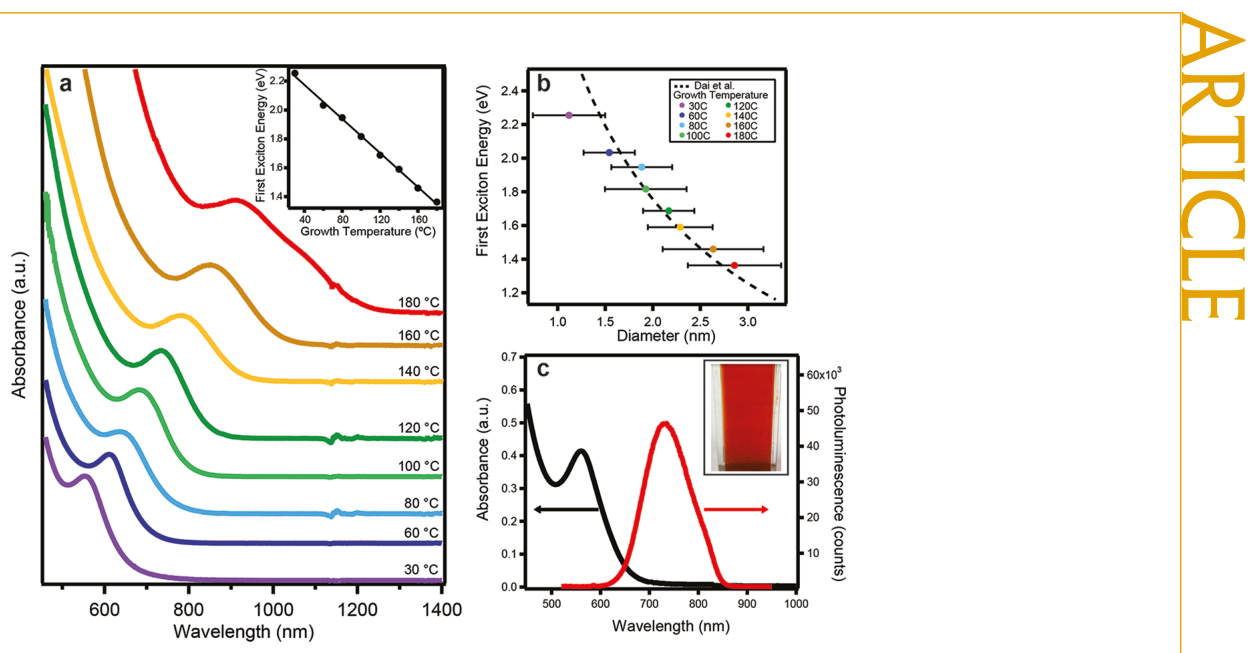 ARTICLE
a
Absorbance (a.u.)
180 °C
160 °C
140 °C
120 °C
100 °C
80 °C
60 °C
30 °C
600 800 1000 1200 1400
Wavelength (nm)
First Exciton Energy (eV)
2.2
2.0
1.8
1.6
1.4
40 80 120 160
Growth Temperature (ºC)
b
First Exciton Energy (eV)
2.4
2.2
2.0
1.8
1.6
1.4
1.2
Dai et al.
Growth Temperature
30C 120C
60C 140C
80C 160C
100C 180C
1.0 1.5 2.0 2.5 3.0
Diameter (nm)
c
Absorbance (a.u.)
0.7
0.6
0.5
0.4
0.3
0.2
0.1
0.0
60x10³
50
40
30
20
10
Photoluminescence (counts)
500 600 700 800 900 1000
Wavelength (nm)